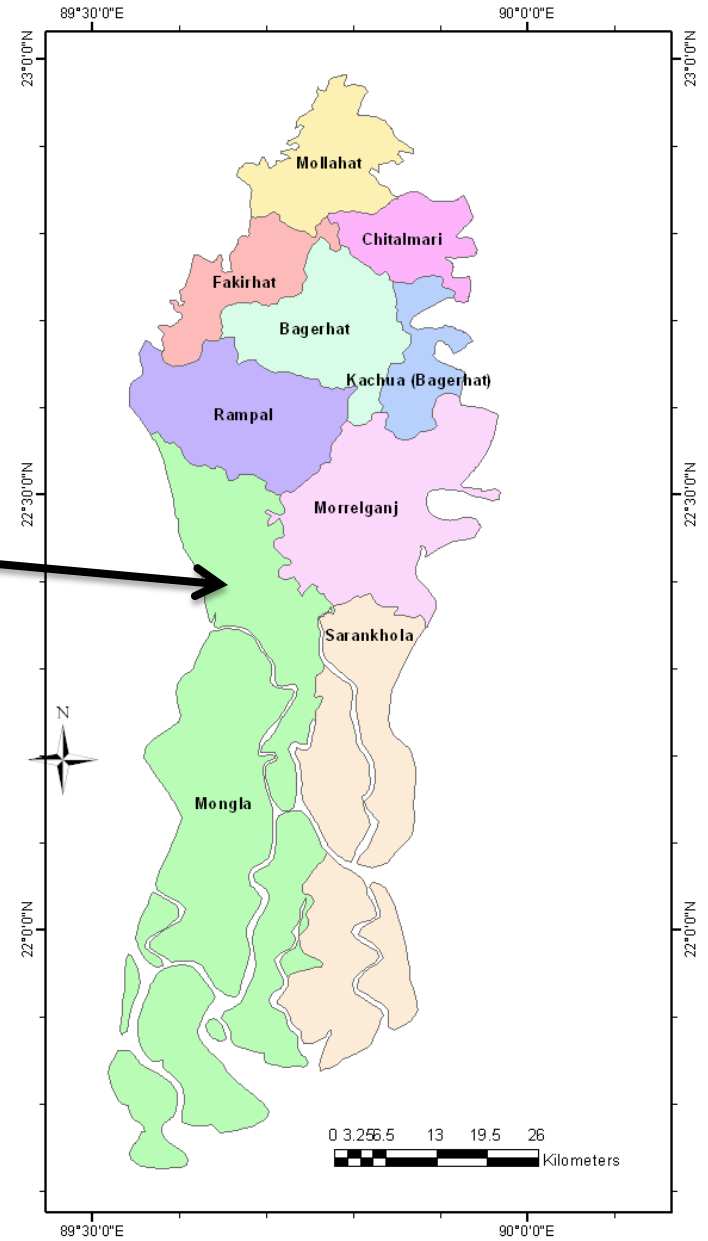 89°30'0"E 90°0'0"E
23°0'0"N 23°0'0"N
Mollahat
Chitalmari
Fakirhat
Bagerhat
Kachua (Bagerhat)
Rampal
22°30'0"N 22°30'0"N
Morrelganj
Sarankhola
N
Mongla
22°0'0"N 22°0'0"N
0 3.25 6.5 13 19.5 26
Kilometers
89°30'0"E 90°0'0"E